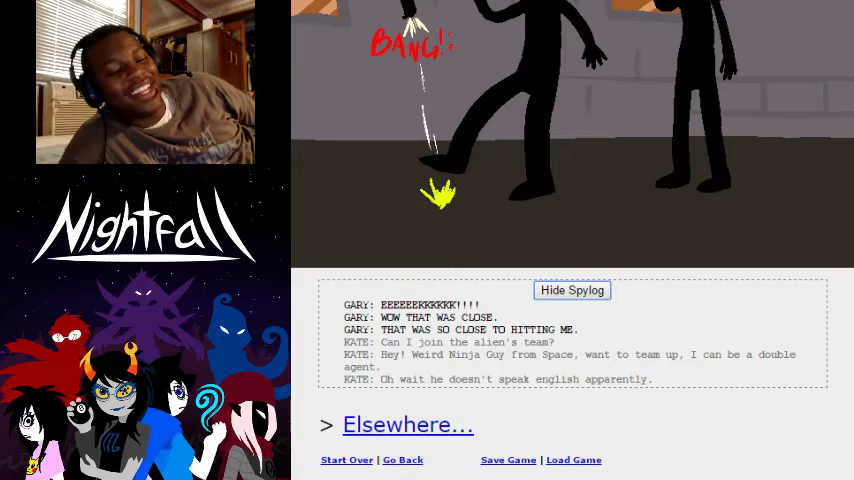 BANG!!
Nightfall
Hide Spylog
GARY: EEEEEEKKKKKK!!!!
GARY: WOW THAT WAS CLOSE.
GARY: THAT WAS SO CLOSE TO HITTING ME.
KATE: Can I join the alien's team?
KATE: Hey! Weird Ninja Guy from Space, want to team up, I can be a double
agent.
KATE: Oh wait he doesn't speak english apparently.
> Elsewhere...
Start Over | Go Back Save Game | Load Game